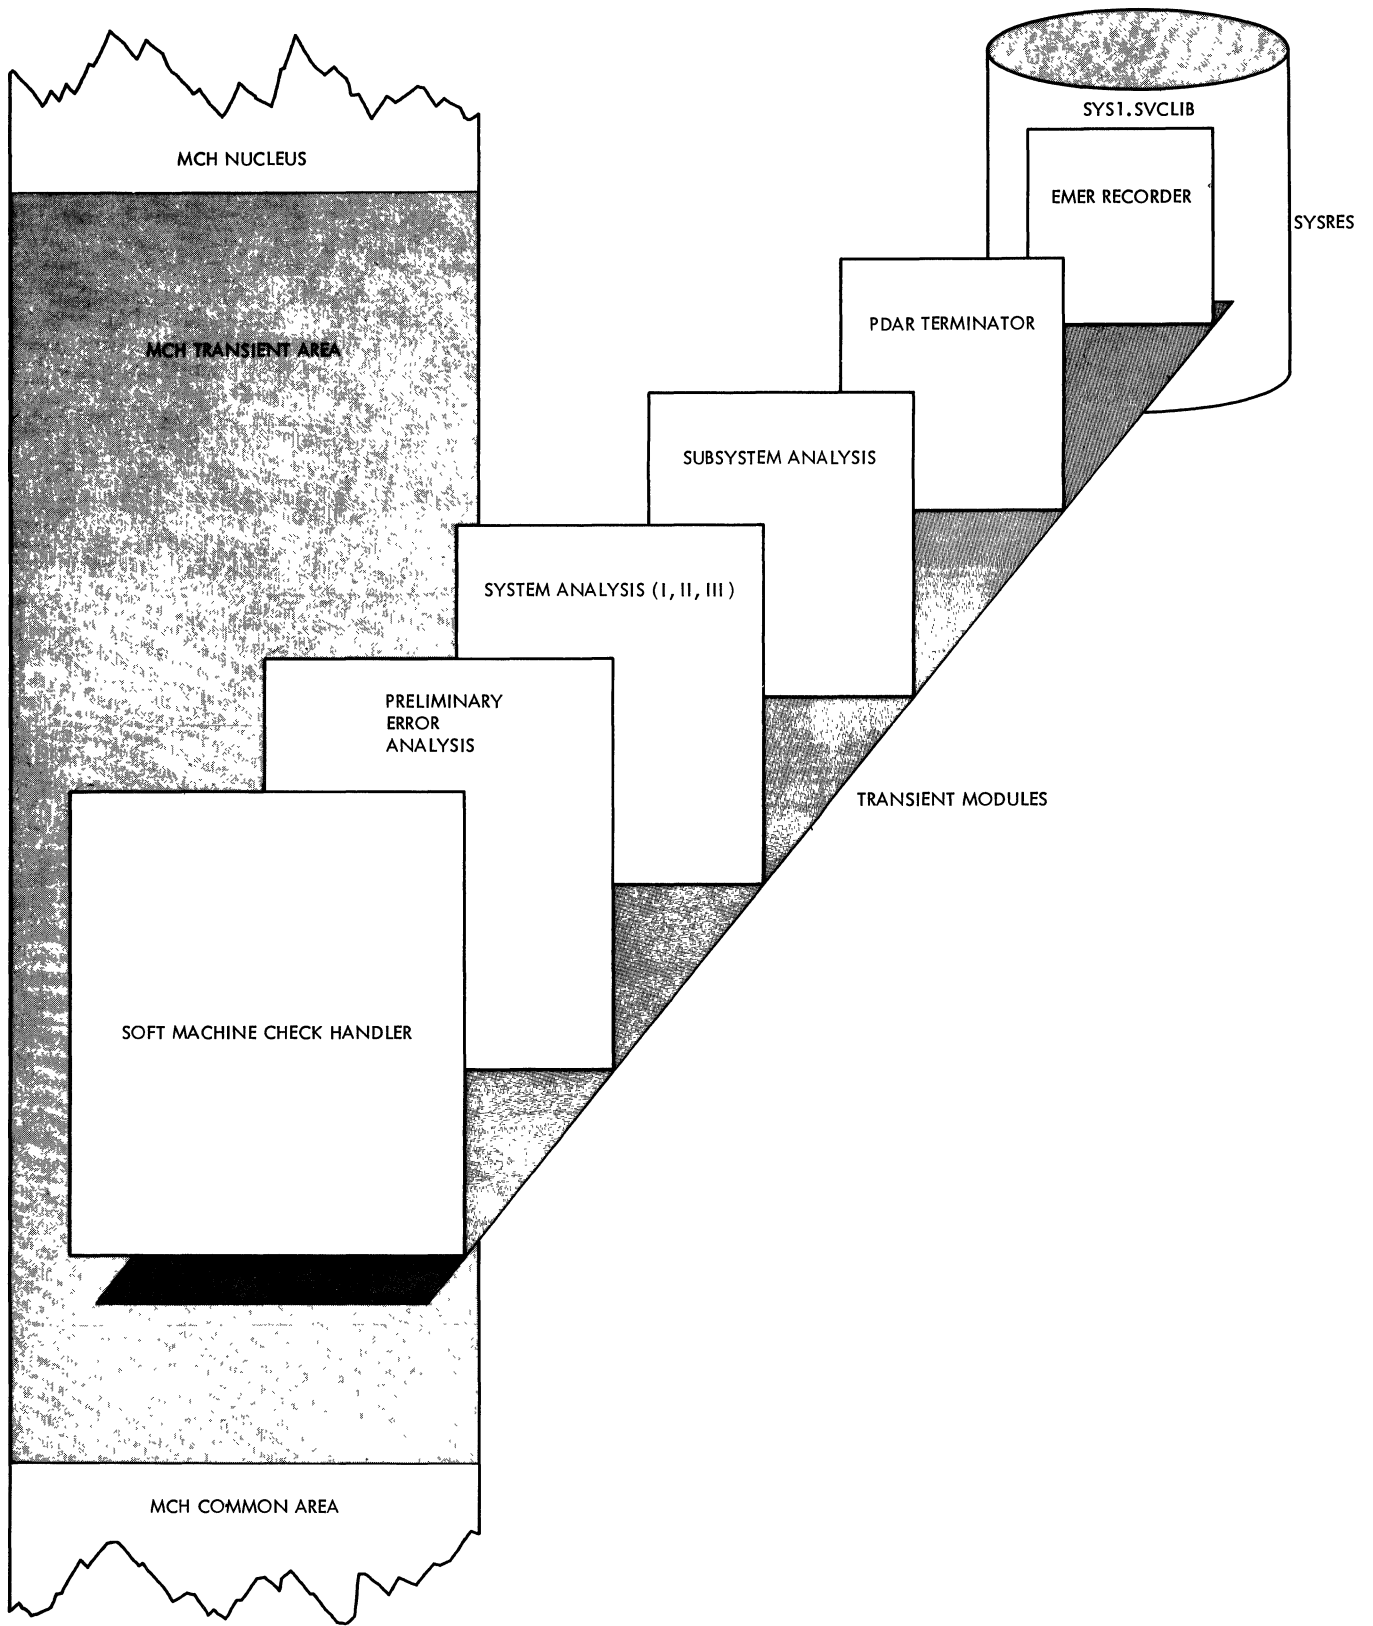 SYS1.SVCLIB
MCH NUCLEUS
EMER RECORDER
SYSRES
PDAR TERMINATOR
MCH TRANSIENT AREA
SUBSYSTEM ANALYSIS
SYSTEM ANALYSIS (I, II, III)
PRELIMINARY
ERROR
ANALYSIS
TRANSIENT MODULES
SOFT MACHINE CHECK HANDLER
MCH COMMON AREA